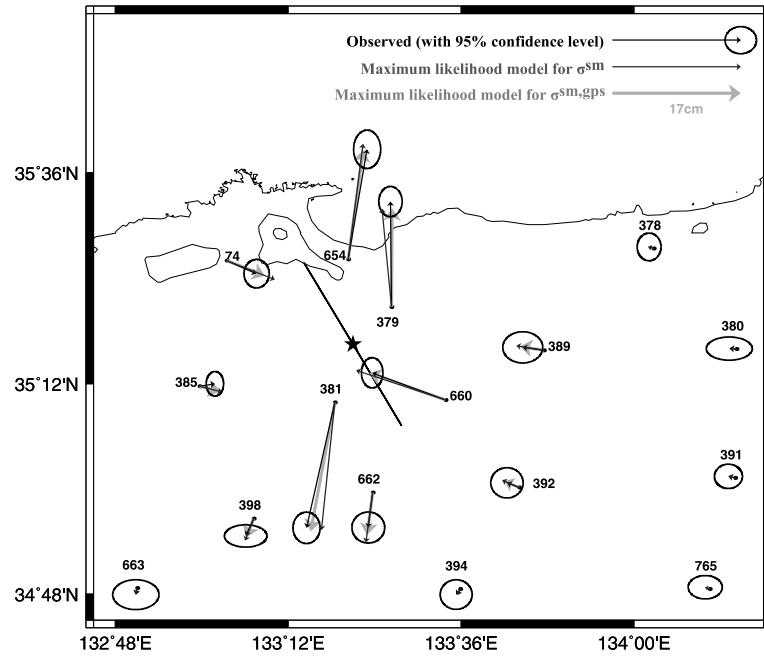 Observed (with 95% confidence level)
Maximum likelihood model for σsm
Maximum likelihood model for σsm,gps
17cm
35˚36'N
378
74
654
379
380
389
35˚12'N
385
381
660
391
662
392
398
663
394
765
34˚48'N
132˚48'E
133˚12'E
133˚36'E
134˚00'E